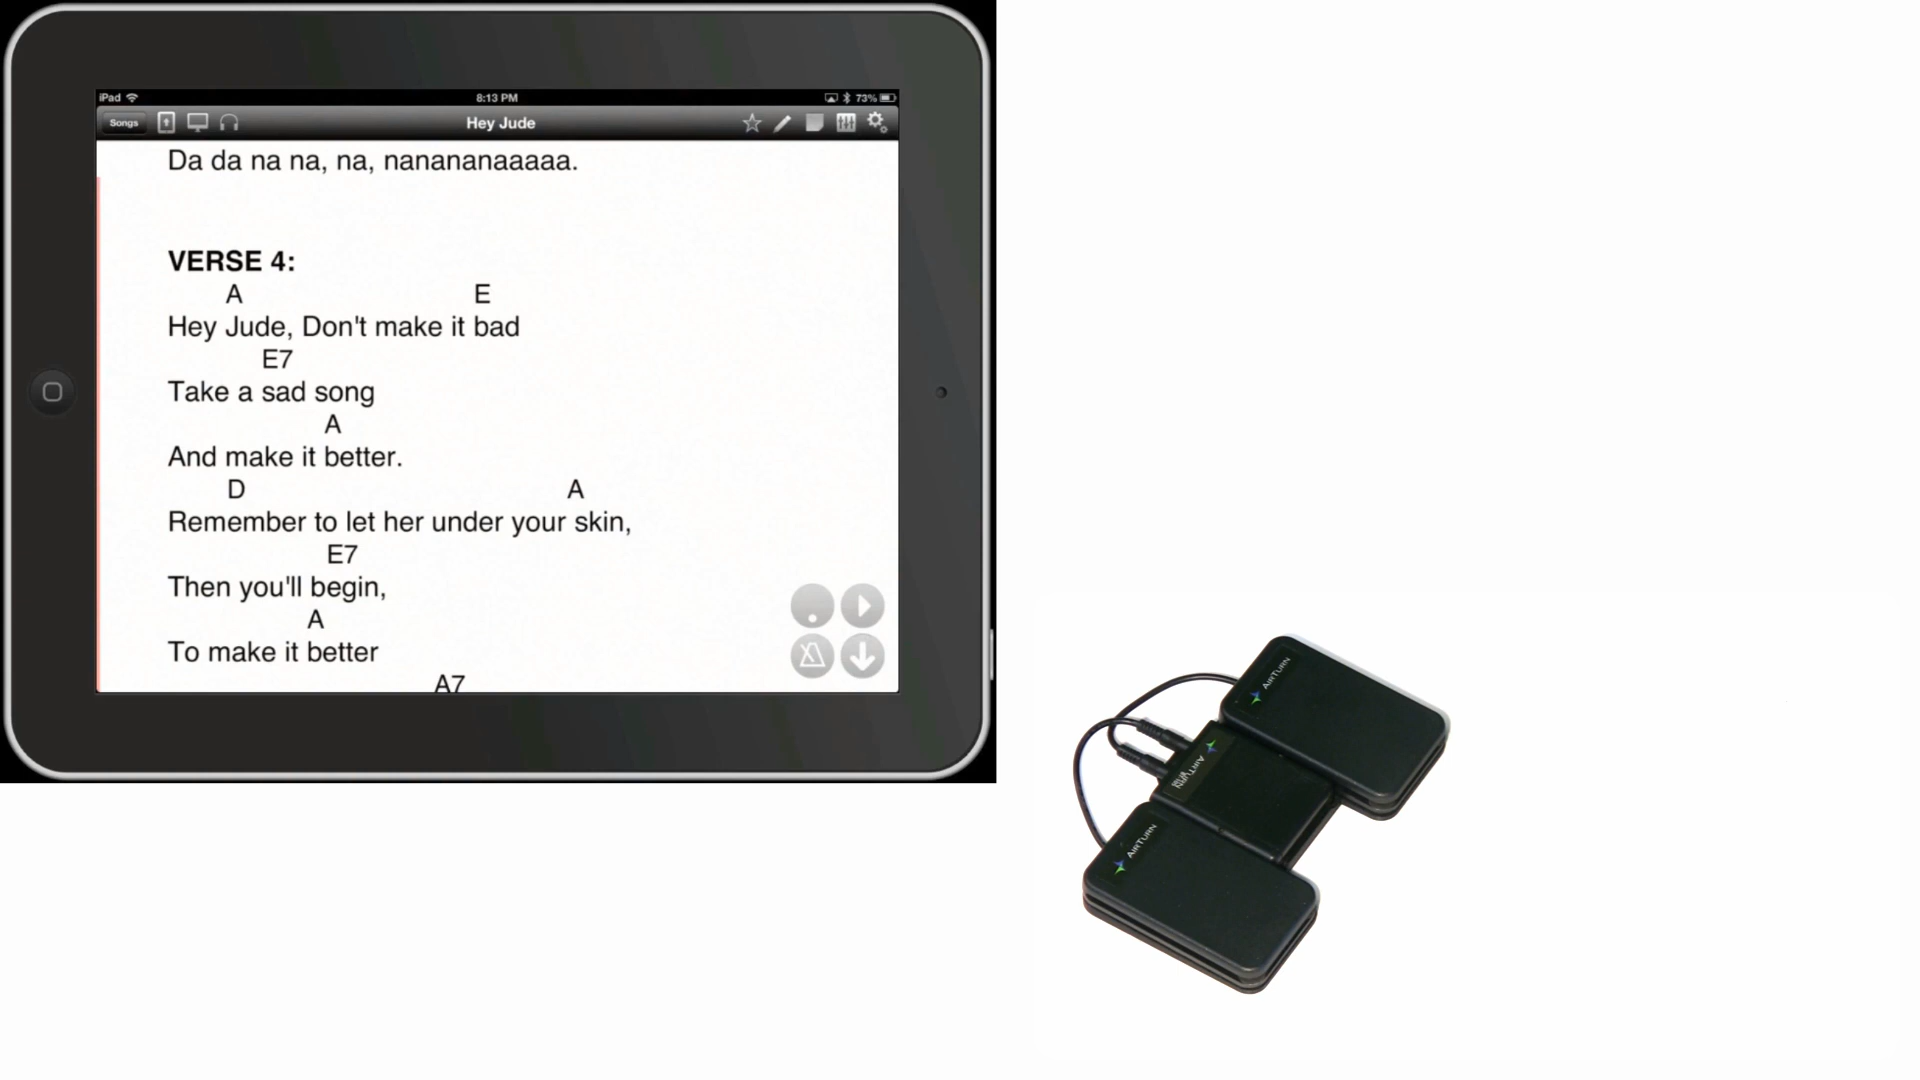 iPad
8:13 PM
73%
Songs
Hey Jude
Da da na na, na, nanananaaaaa.
VERSE 4:
A E
Hey Jude, Don't make it bad
E7
Take a sad song
A
And make it better.
D A
Remember to let her under your skin,
E7
Then you'll begin,
A
To make it better
A7
AIRTURN
AIRTURN
AIRTURN